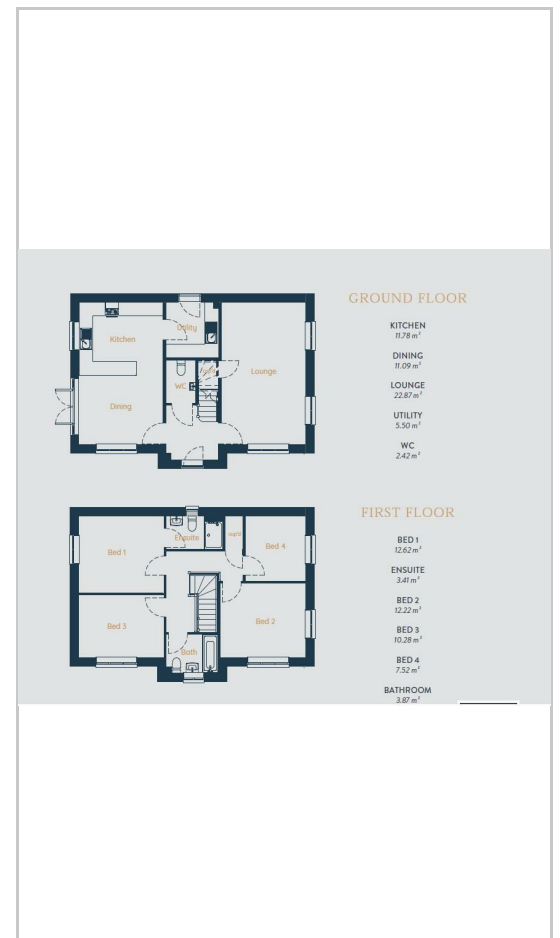 GROUND FLOOR
KITCHEN
11.78 m²
DINING
11.09 m²
LOUNGE
22.87 m²
UTILITY
5.50 m²
WC
2.42 m²
Kitchen
Utility
Lounge
WC
Dining
FIRST FLOOR
BED 1
12.62 m²
ENSUITE
3.41 m²
BED 2
12.22 m²
BED 3
10.28 m²
BED 4
7.52 m²
BATHROOM
3.87 m²
Ensuite
Bed 1
Bed 4
Bed 3
Bed 2
Bath